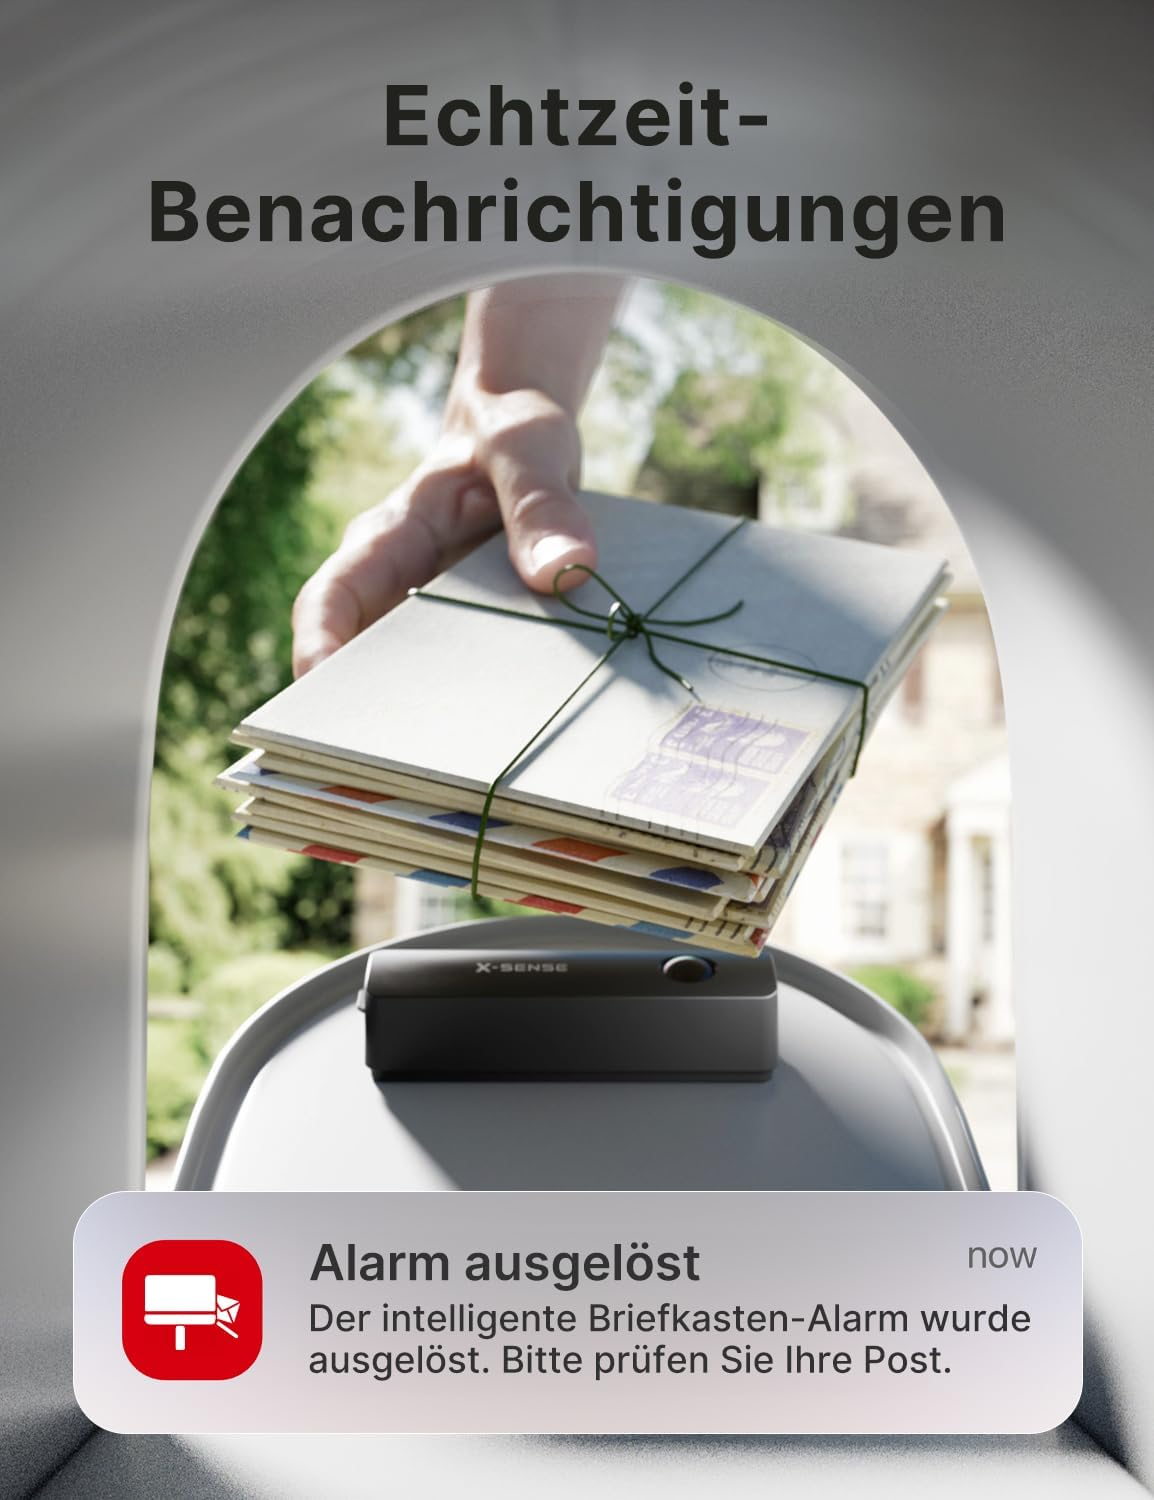 Echtzeit-
Benachrichtigungen
X-SENSE
Alarm ausgelöst
now
Der intelligente Briefkasten-Alarm wurde
ausgelöst. Bitte prüfen Sie Ihre Post.